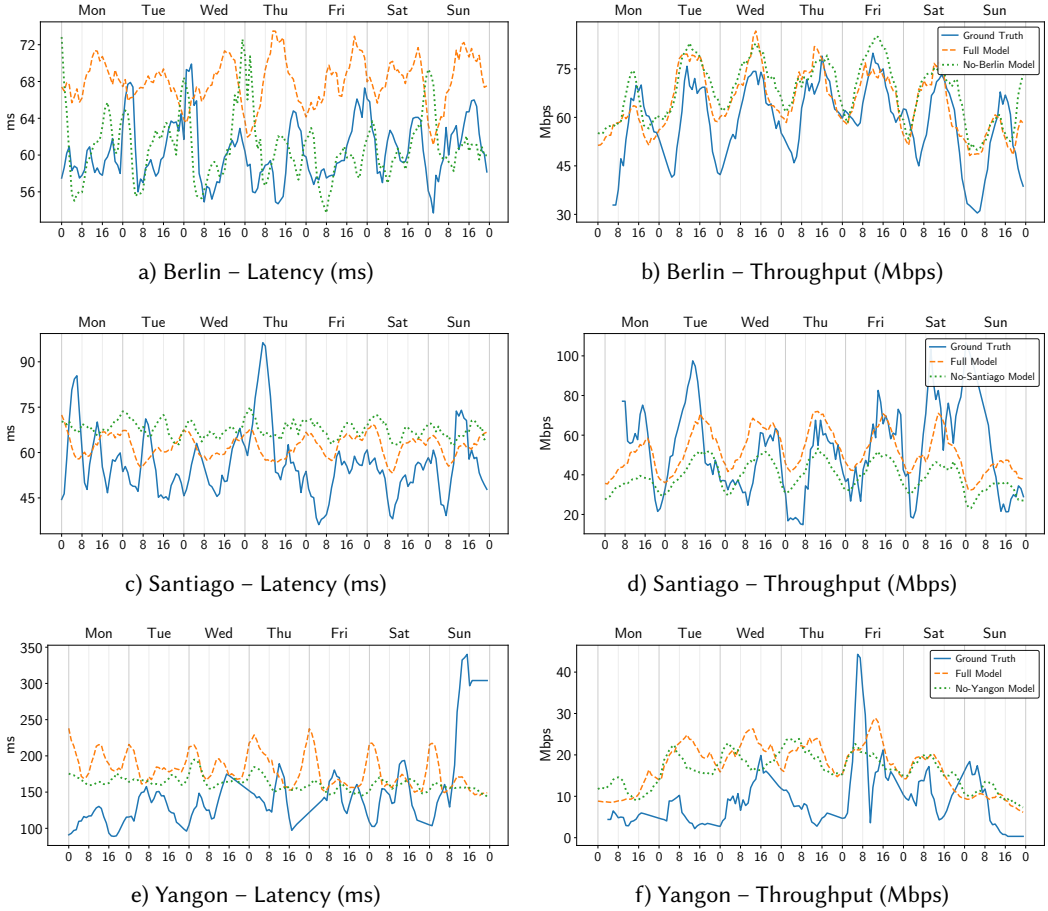 Mon Tue Wed Thu Fri Sat Sun
72
68
64
60
56
ms
0 8 16 0 8 16 0 8 16 0 8 16 0 8 16 0 8 16 0 8 16 0
a) Berlin – Latency (ms)
Mon Tue Wed Thu Fri Sat Sun
Ground Truth
Full Model
No-Berlin Model
75
60
45
30
Mbps
0 8 16 0 8 16 0 8 16 0 8 16 0 8 16 0 8 16 0 8 16 0
b) Berlin – Throughput (Mbps)
Mon Tue Wed Thu Fri Sat Sun
90
75
60
45
ms
0 8 16 0 8 16 0 8 16 0 8 16 0 8 16 0 8 16 0 8 16 0
c) Santiago – Latency (ms)
Mon Tue Wed Thu Fri Sat Sun
Ground Truth
Full Model
No-Santiago Model
100
80
60
40
20
Mbps
0 8 16 0 8 16 0 8 16 0 8 16 0 8 16 0 8 16 0 8 16 0
d) Santiago – Throughput (Mbps)
Mon Tue Wed Thu Fri Sat Sun
350
300
250
200
150
100
ms
0 8 16 0 8 16 0 8 16 0 8 16 0 8 16 0 8 16 0 8 16 0
e) Yangon – Latency (ms)
Mon Tue Wed Thu Fri Sat Sun
Ground Truth
Full Model
No-Yangon Model
40
30
20
10
0
Mbps
0 8 16 0 8 16 0 8 16 0 8 16 0 8 16 0 8 16 0 8 16 0
f) Yangon – Throughput (Mbps)